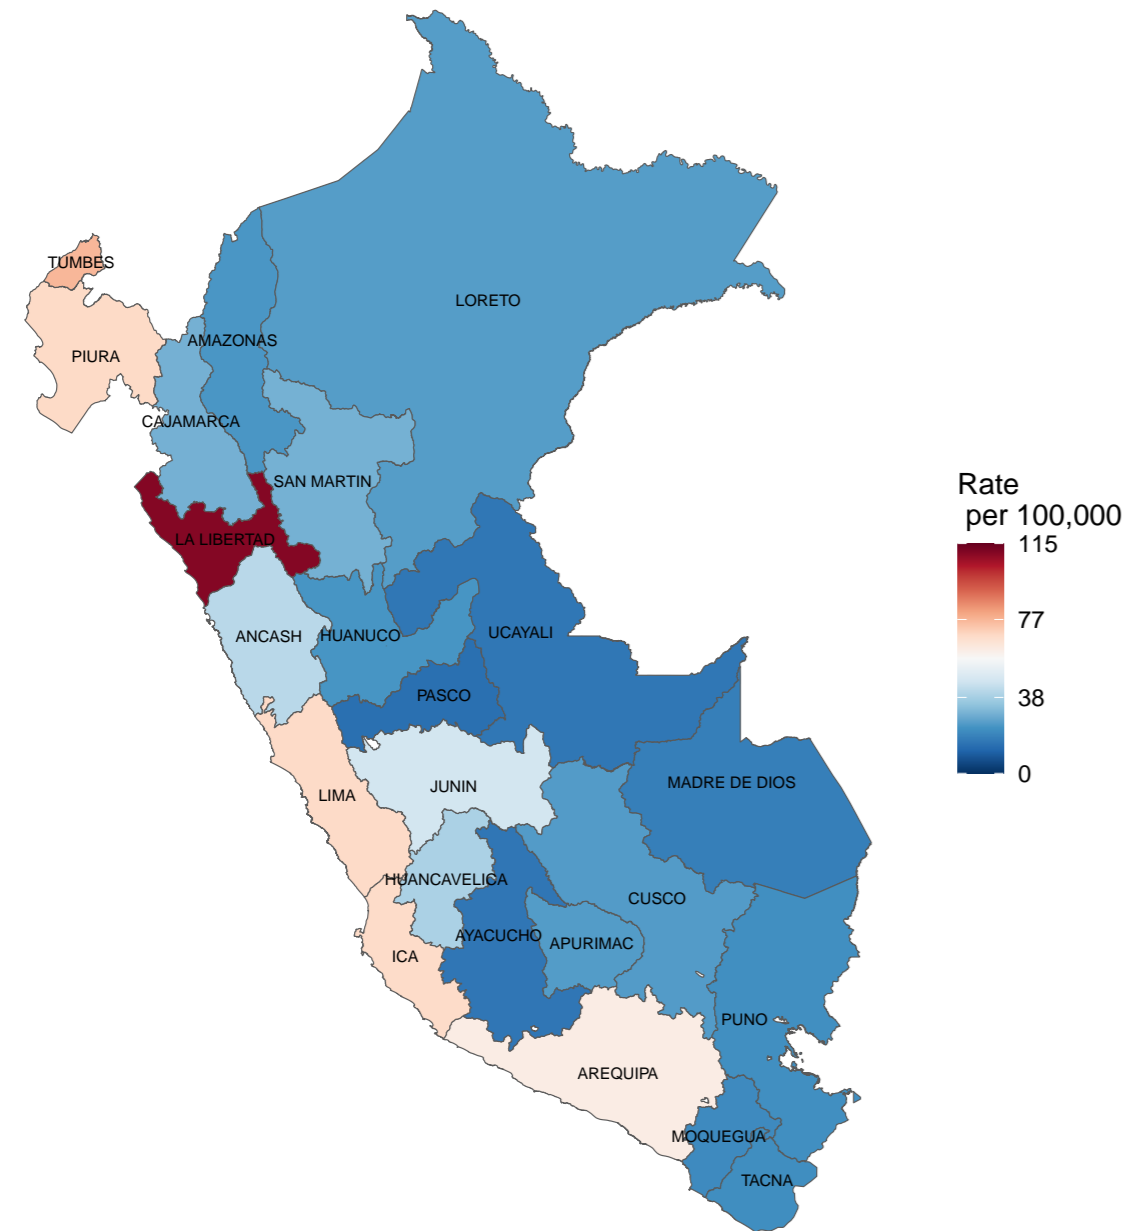 TUMBES
LORETO
AMAZONAS
PIURA
CAJAMARCA
SAN MARTIN
LA LIBERTAD
ANCASH
HUANUCO
UCAYALI
PASCO
MADRE DE DIOS
JUNIN
LIMA
HUANCAVELICA
CUSCO
AYACUCHO
APURIMAC
ICA
PUNO
AREQUIPA
MOQUEGUA
TACNA
Rate
per 100,000
115
77
38
0